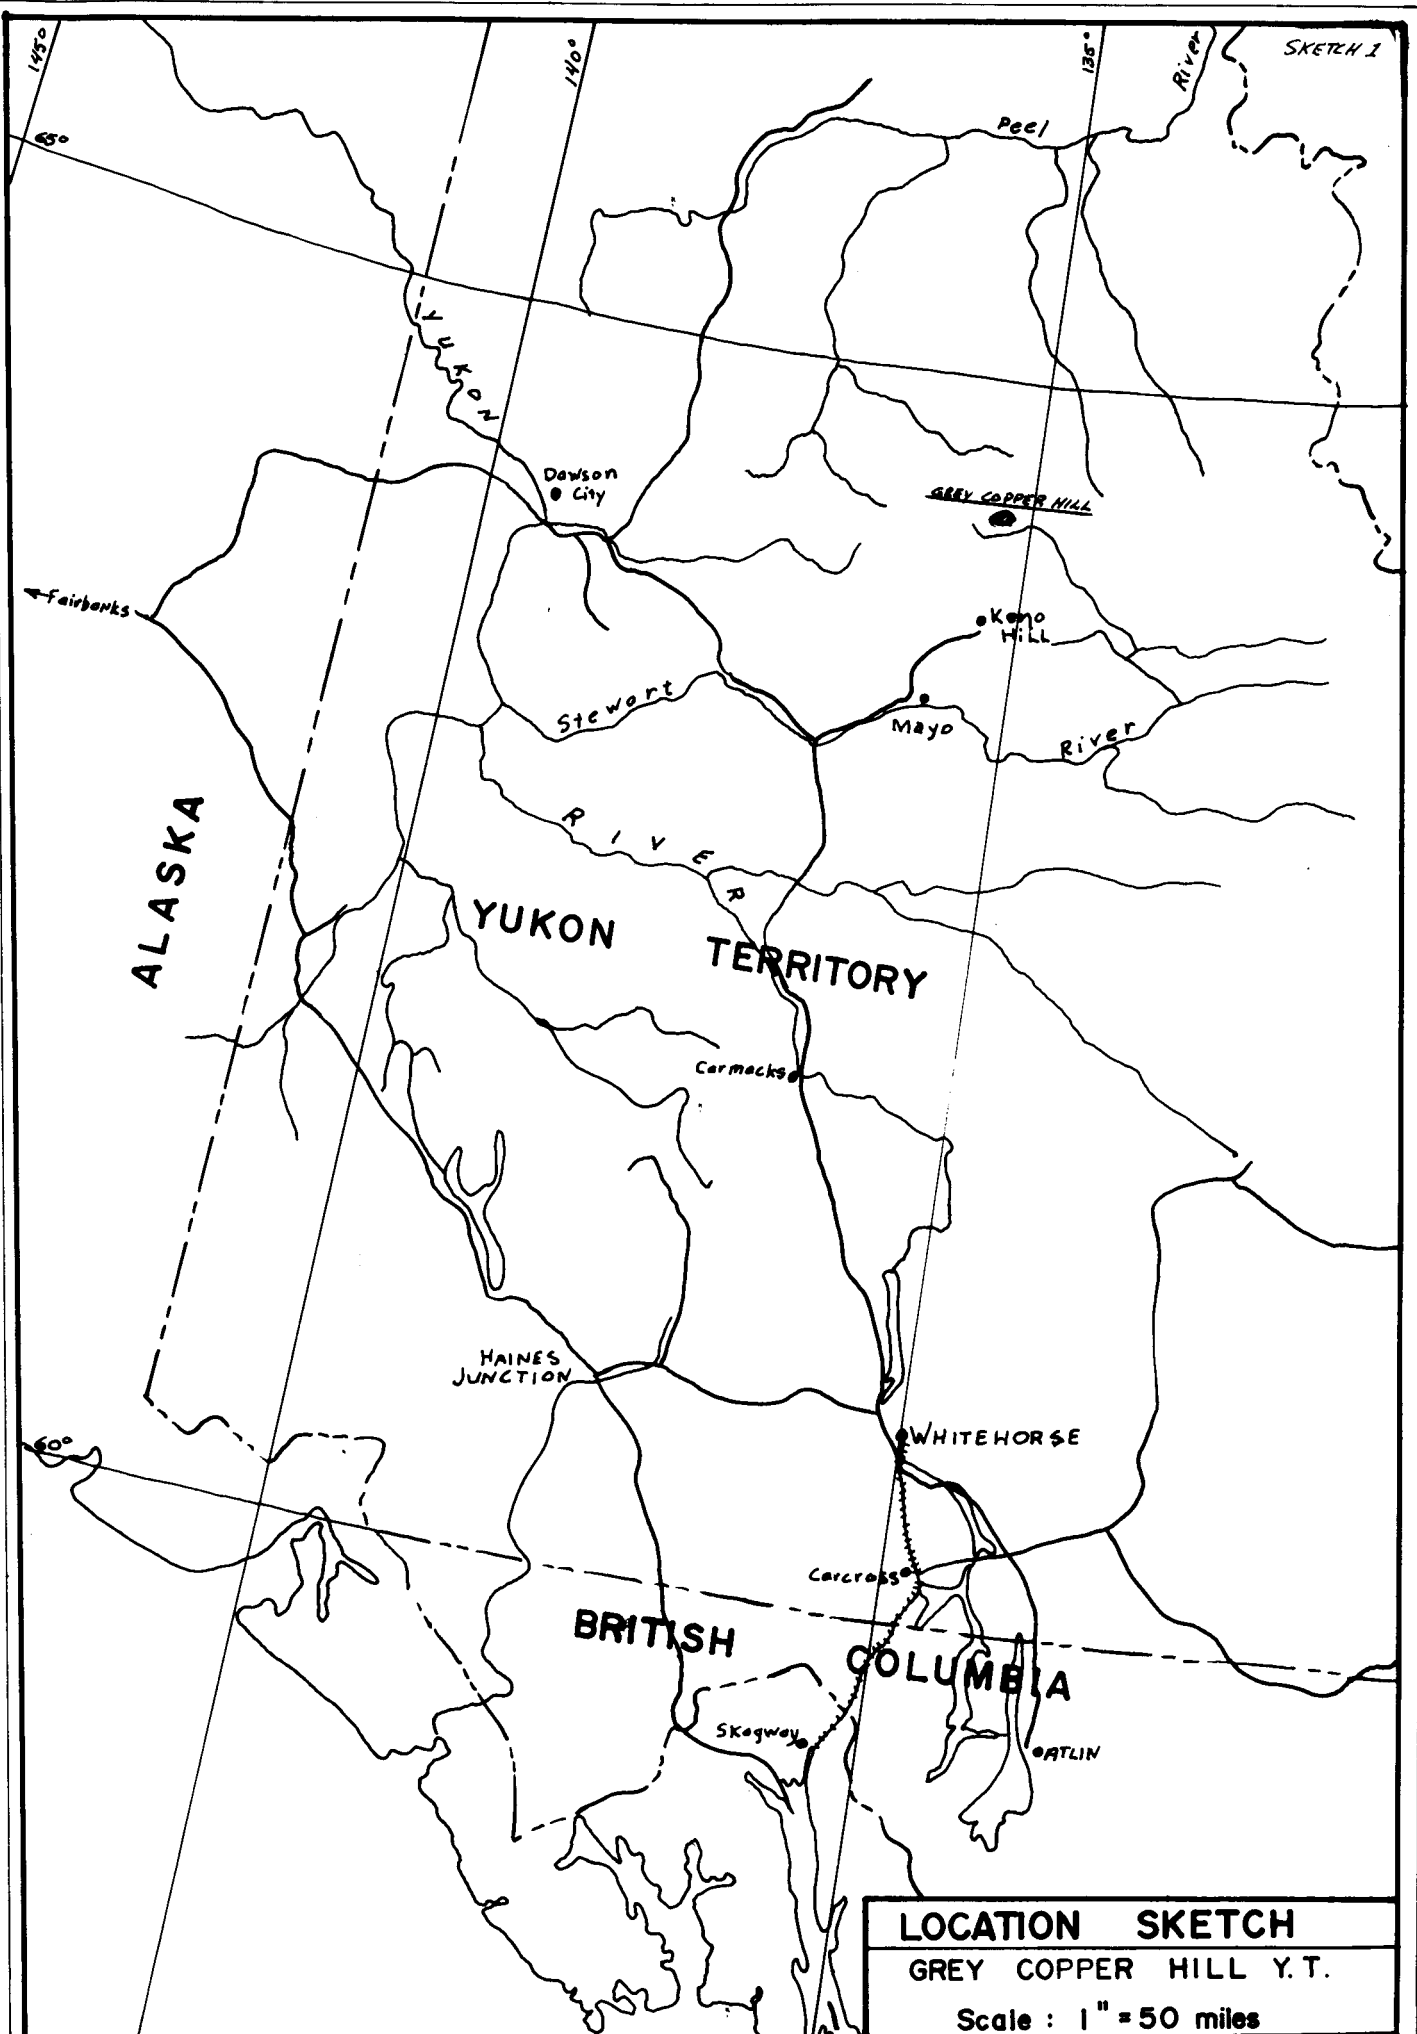 SKETCH 1
145°
140°
135°
River
Peel
65°
YUKON
Dawson
City
GREY COPPER HILL
Fairbanks
Keno
HILL
Stewart
Mayo
River
RIVER
ALASKA
YUKON TERRITORY
Carmacks
HAINES
JUNCTION
60°
WHITEHORSE
Carcross
BRITISH COLUMBIA
Skagway
ATLIN
LOCATION SKETCH
GREY COPPER HILL Y.T.
Scale : 1" = 50 miles